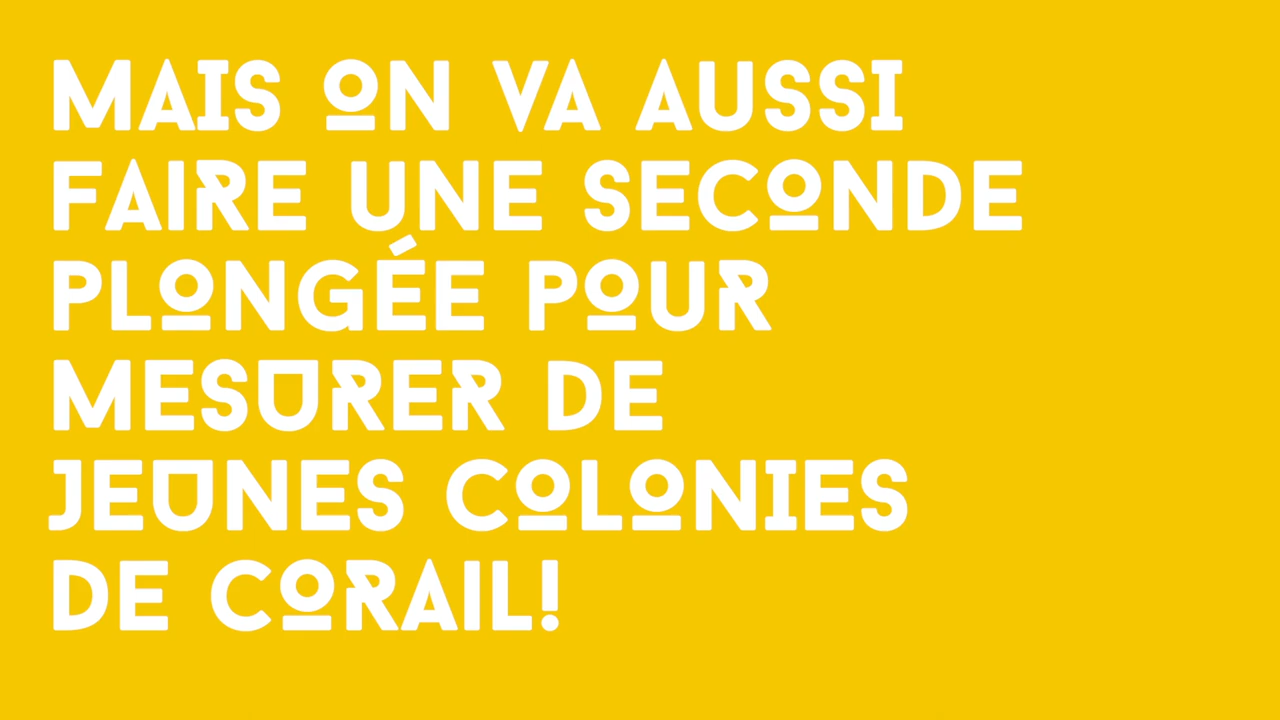 MAIS ON VA AUSSI
FAIRE UNE SECONDE
PLONGÉE POUR
MESURER DE
JEUNES COLONIES
DE CORAIL!